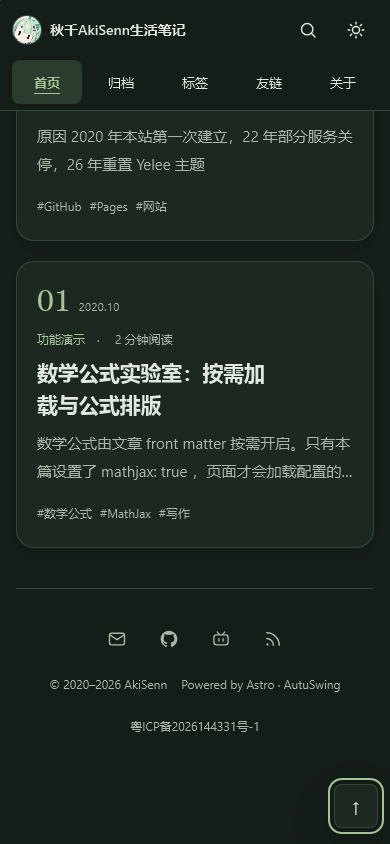 秋千AkiSenn生活笔记
首页 归档 标签 友链 关于
原因 2020 年本站第一次建立，22 年部分服务关
停，26 年重置 Yelee 主题
#GitHub #Pages #网站
01 2020.10
功能演示 · 2 分钟阅读
数学公式实验室：按需加
载与公式排版
数学公式由文章 front matter 按需开启。只有本
篇设置了 mathjax: true ，页面才会加载配置的...
#数学公式 #MathJax #写作
© 2020–2026 AkiSenn Powered by Astro · AutuSwing
粤ICP备2026144331号-1
↑